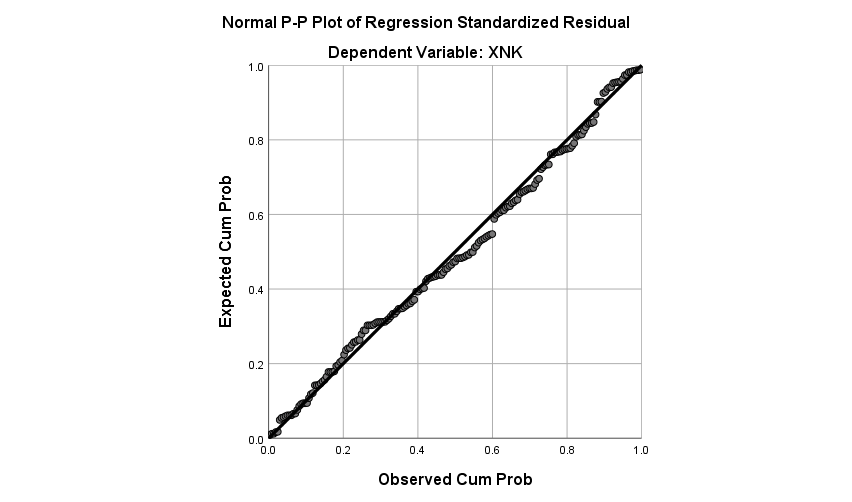 Normal P-P Plot of Regression Standardized Residual
Dependent Variable: XNK
1.0
0.8
0.6
0.4
0.2
0.0
Expected Cum Prob
0.0 0.2 0.4 0.6 0.8 1.0
Observed Cum Prob